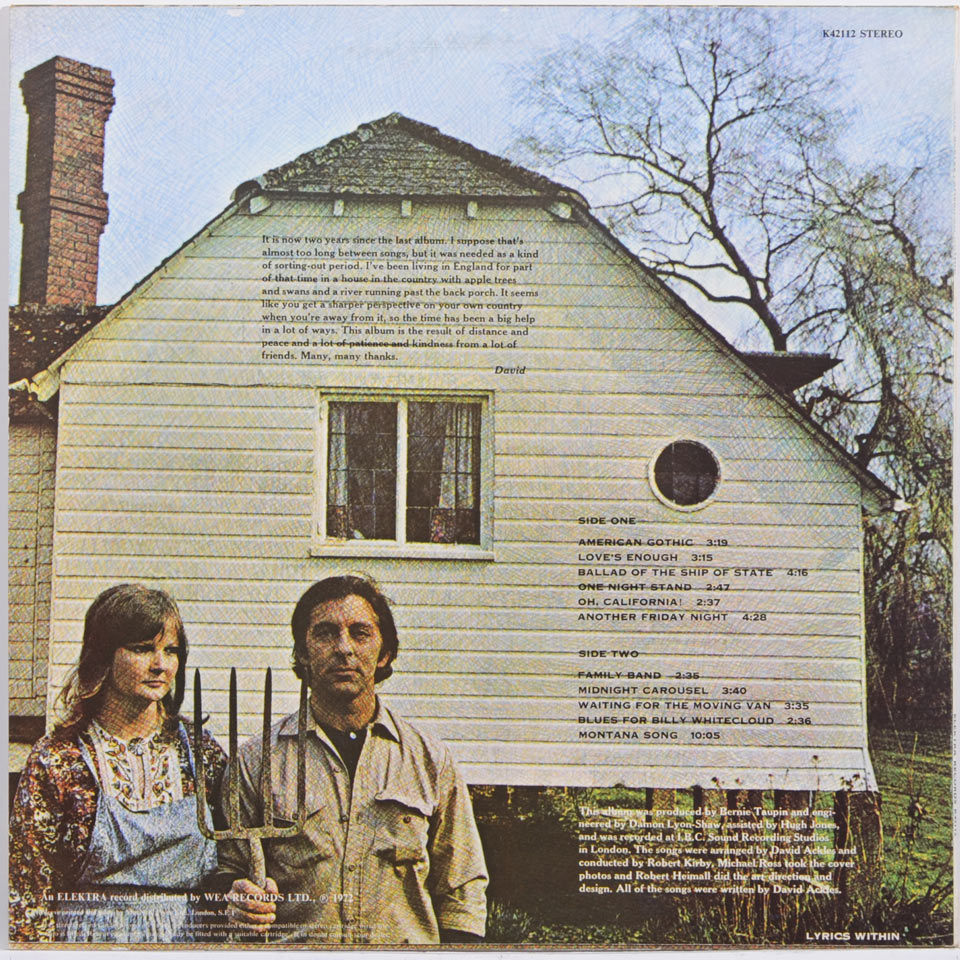 K42112 STEREO
It is now two years since the last album. I suppose that's
almost too long between songs, but it was needed as a kind
of sorting-out period. I've been living in England for part
of that time in a house in the country with apple trees
and swans and a river running past the back porch. It seems
like you get a sharper perspective on your own country
when you're away from it, so the time has been a big help
in a lot of ways. This album is the result of distance and
peace and a lot of patience and kindness from a lot of
friends. Many, many thanks.
David
SIDE ONE
AMERICAN GOTHIC 3:19
LOVE'S ENOUGH 3:15
BALLAD OF THE SHIP OF STATE 4:16
ONE NIGHT STAND 2:47
OH, CALIFORNIA! 2:37
ANOTHER FRIDAY NIGHT 4:28
SIDE TWO
FAMILY BAND 2:35
MIDNIGHT CAROUSEL 3:40
WAITING FOR THE MOVING VAN 3:35
BLUES FOR BILLY WHITECLOUD 2:36
MONTANA SONG 10:05
This album was produced by Bernie Taupin and engi-
neered by Damon Lyon-Shaw, assisted by Hugh Jones,
and was recorded at I.B.C. Sound Recording Studios
in London. The songs were arranged by David Ackles and
conducted by Robert Kirby, Michael Ross took the cover
photos and Robert Heimall did the art direction and
design. All of the songs were written by David Ackles.
An ELEKTRA record distributed by WEA RECORDS LTD., ℗ 1972
London, S.E.1
be fitted with a suitable cartridge.
LYRICS WITHIN